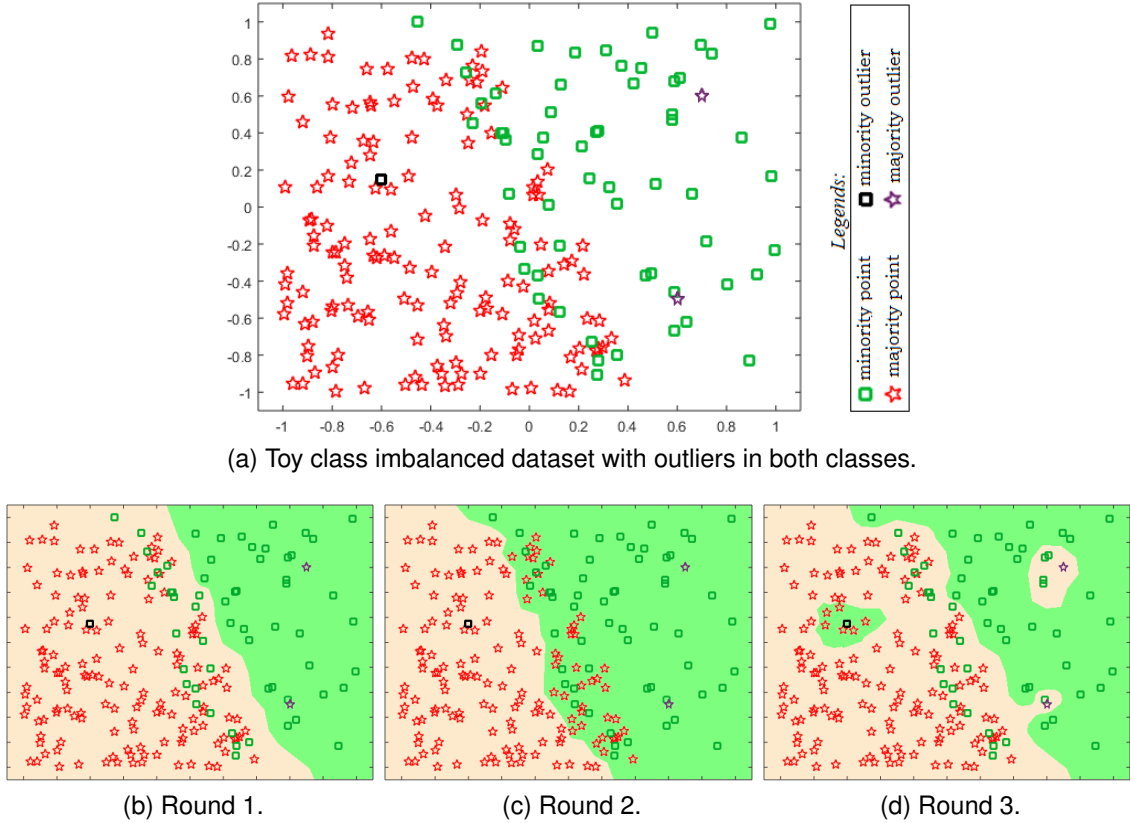 1
0.8
0.6
0.4
0.2
0
-0.2
-0.4
-0.6
-0.8
-1
-1 -0.8 -0.6 -0.4 -0.2 0 0.2 0.4 0.6 0.8 1
Legends:
minority point minority outlier
majority point majority outlier
(a) Toy class imbalanced dataset with outliers in both classes.
(b) Round 1. (c) Round 2. (d) Round 3.